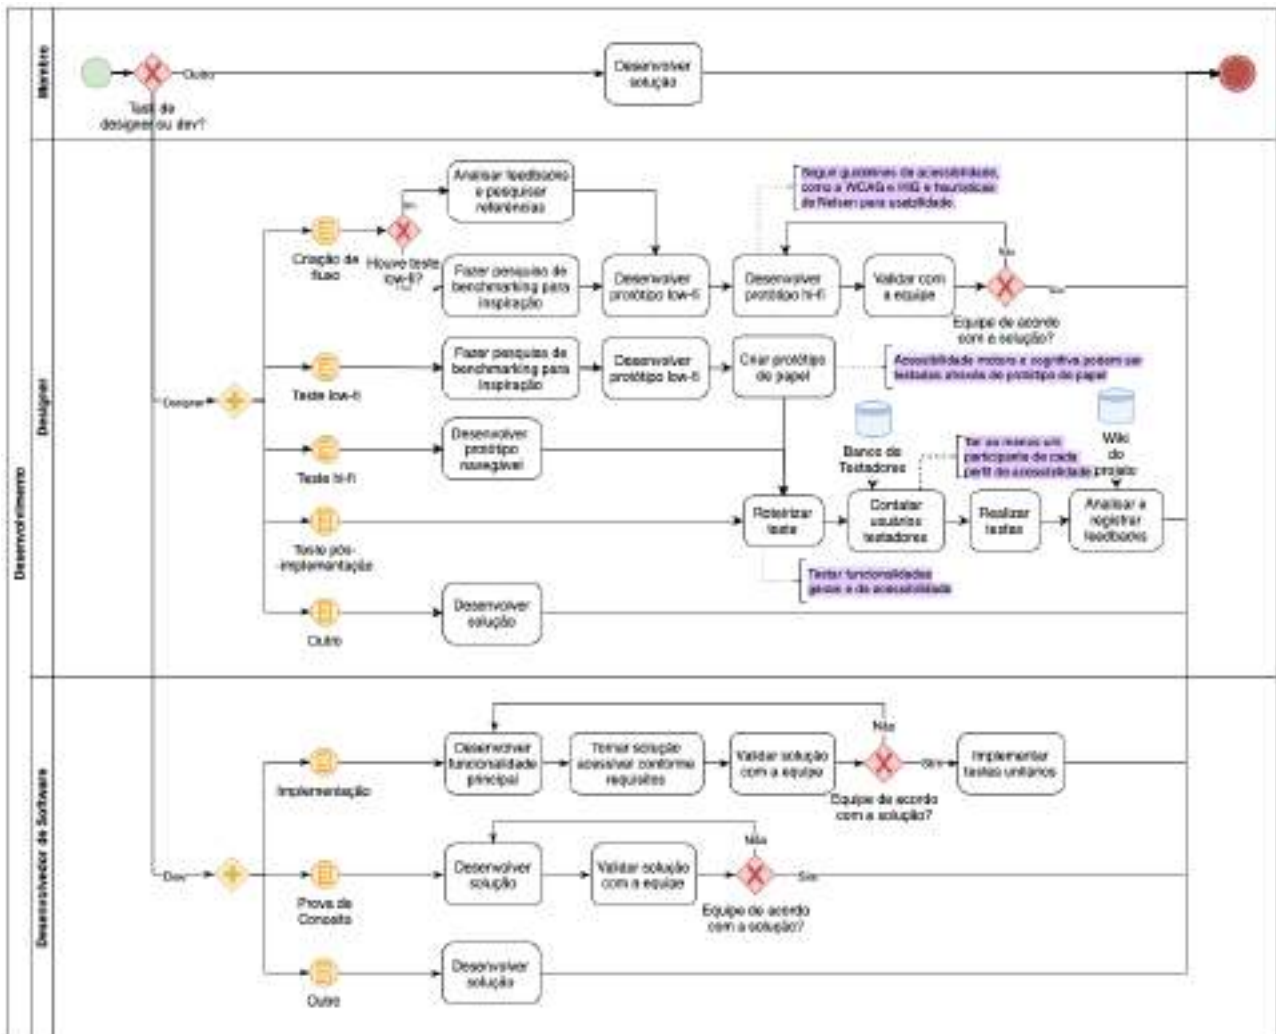 Desenvolvimento
Membro
Outro
Task de
designer ou dev?
Desenvolver
solução
Designer
Designer
Criação de
fluxo
Houve teste
low-fi?
Analisar feedbacks
e pesquisar
referências
Fazer pesquisa de
benchmarking para
inspiração
Desenvolver
protótipo low-fi
Desenvolver
protótipo hi-fi
Seguir guidelines de acessibilidade,
como a WCAG e HIG e heurísticas
de Nielsen para usabilidade.
Validar com
a equipe
Não
Sim
Equipe de acordo
com a solução?
Teste low-fi
Fazer pesquisa de
benchmarking para
inspiração
Desenvolver
protótipo low-fi
Criar protótipo
de papel
Acessibilidade motora e cognitiva podem ser
testadas através de protótipo de papel
Teste hi-fi
Desenvolver
protótipo
navegável
Banco de
Testadores
Ter ao menos um
participante de cada
perfil de acessibilidade
Wiki
do
projeto
Teste pós-
-implementação
Roteirizar
teste
Contatar
usuários
testadores
Realizar
testes
Analisar e
registrar
feedbacks
Testar funcionalidades
gerais e de acessibilidade
Outro
Desenvolver
solução
Desenvolvedor de Software
Dev
Implementação
Desenvolver
funcionalidade
principal
Tornar solução
acessível conforme
requisitos
Validar solução
com a equipe
Não
Sim
Equipe de acordo
com a solução?
Implementar
testes unitários
Prova de
Conceito
Desenvolver
solução
Validar solução
com a equipe
Não
Sim
Equipe de acordo
com a solução?
Outro
Desenvolver
solução